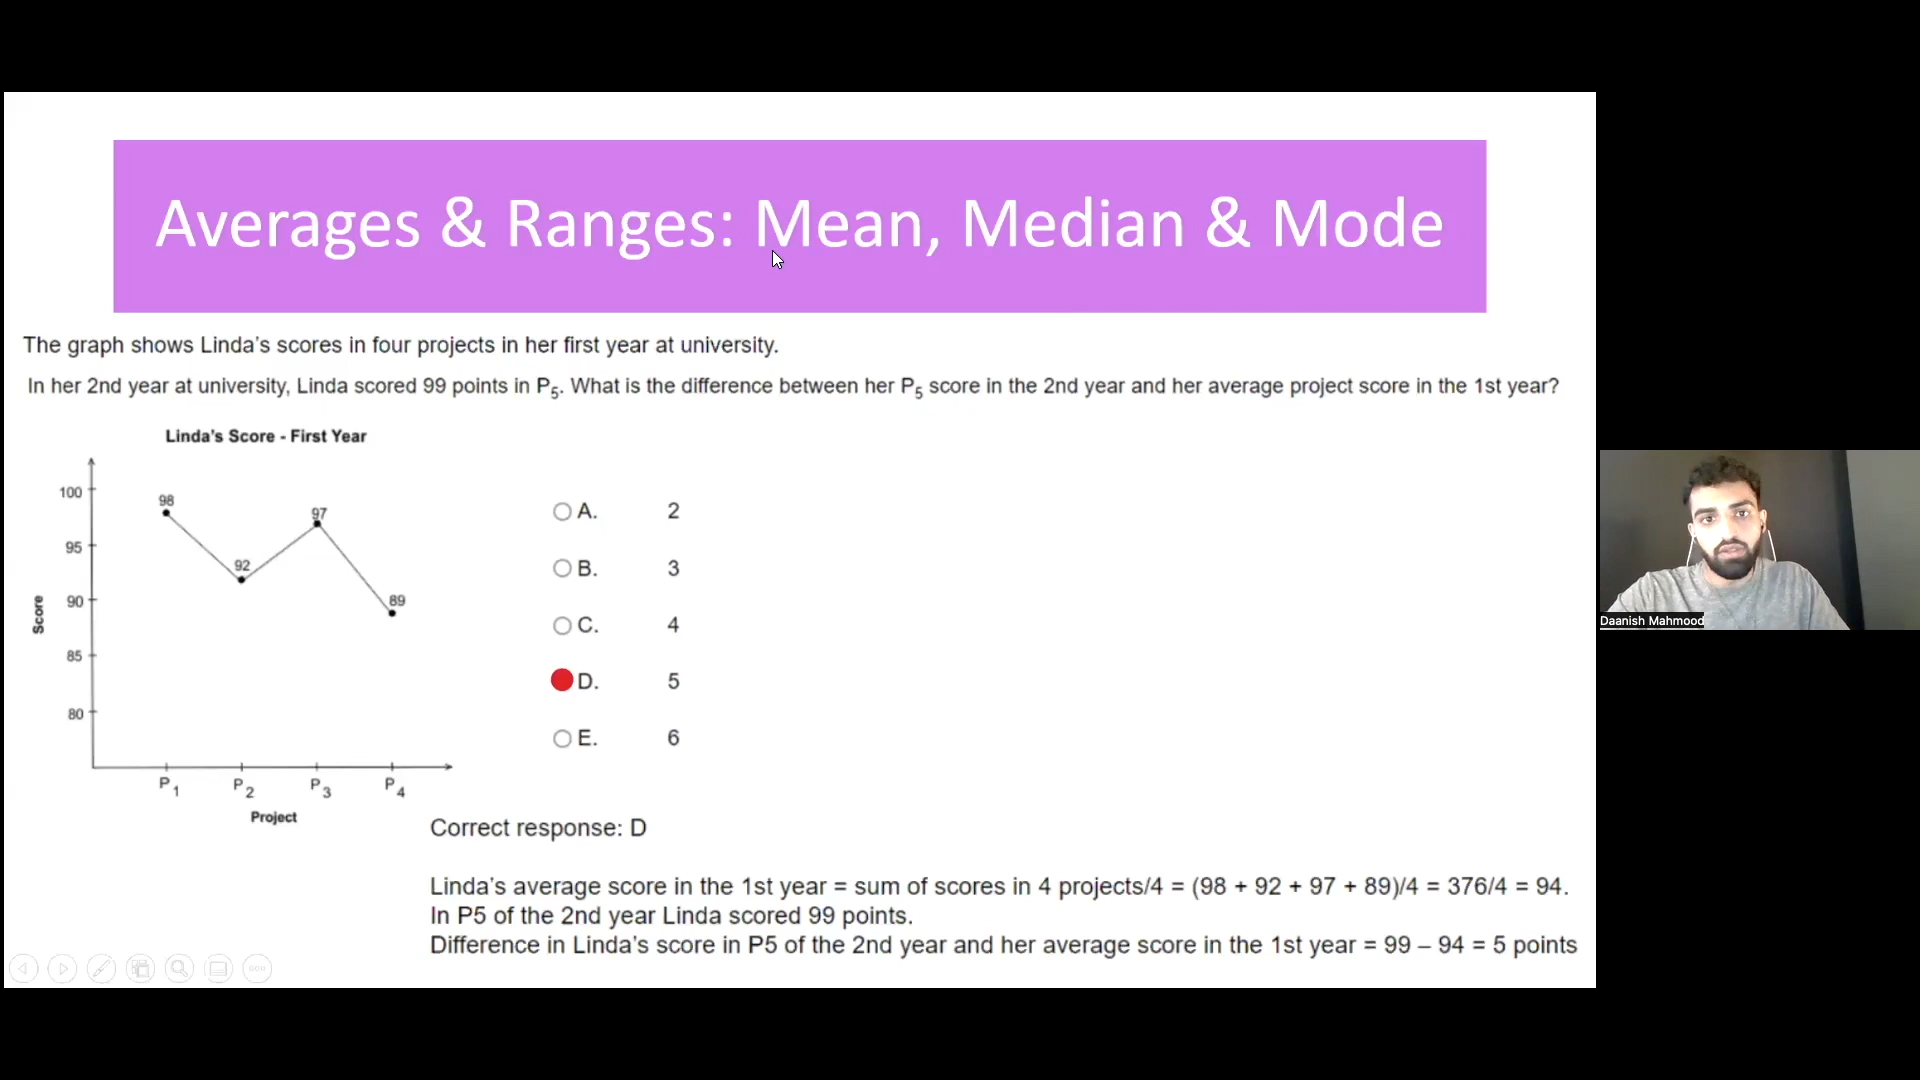 Averages & Ranges: Mean, Median & Mode
The graph shows Linda's scores in four projects in her first year at university.
In her 2nd year at university, Linda scored 99 points in P5. What is the difference between her P5 score in the 2nd year and her average project score in the 1st year?
Linda's Score - First Year
Score
100
95
90
85
80
98
92
97
89
P1
P2
P3
P4
Project
A. 2
B. 3
C. 4
D. 5
E. 6
Correct response: D
Linda's average score in the 1st year = sum of scores in 4 projects/4 = (98 + 92 + 97 + 89)/4 = 376/4 = 94.
In P5 of the 2nd year Linda scored 99 points.
Difference in Linda's score in P5 of the 2nd year and her average score in the 1st year = 99 – 94 = 5 points
Daanish Mahmood